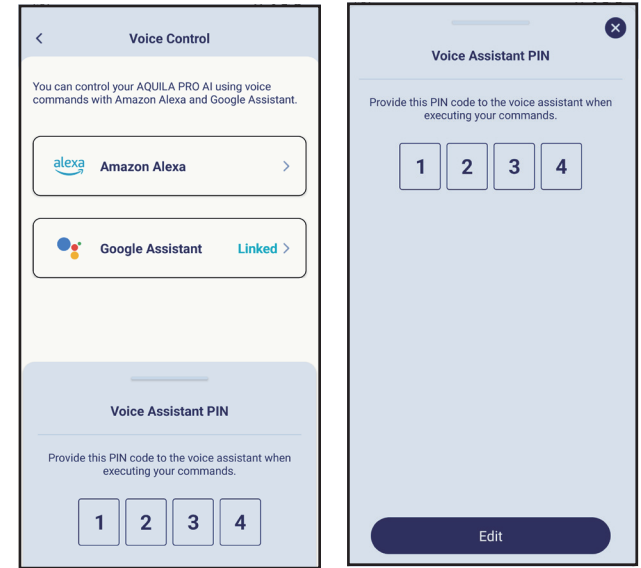 Voice Control
You can control your AQUILA PRO AI using voice
commands with Amazon Alexa and Google Assistant.
alexa Amazon Alexa
Google Assistant Linked
Voice Assistant PIN
Provide this PIN code to the voice assistant when
executing your commands.
1 2 3 4
Voice Assistant PIN
Provide this PIN code to the voice assistant when
executing your commands.
1 2 3 4
Edit